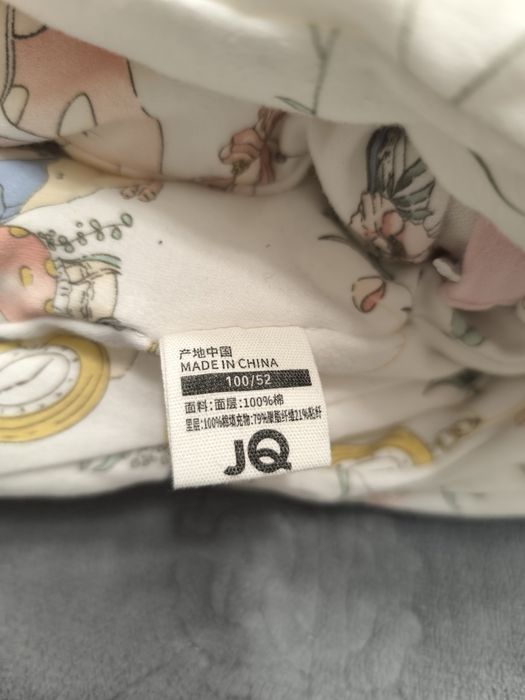 产地中国
MADE IN CHINA
100/52
面料：面层：100%棉
里层：100%棉填充物：79%聚酯纤维21%粘纤
JQ